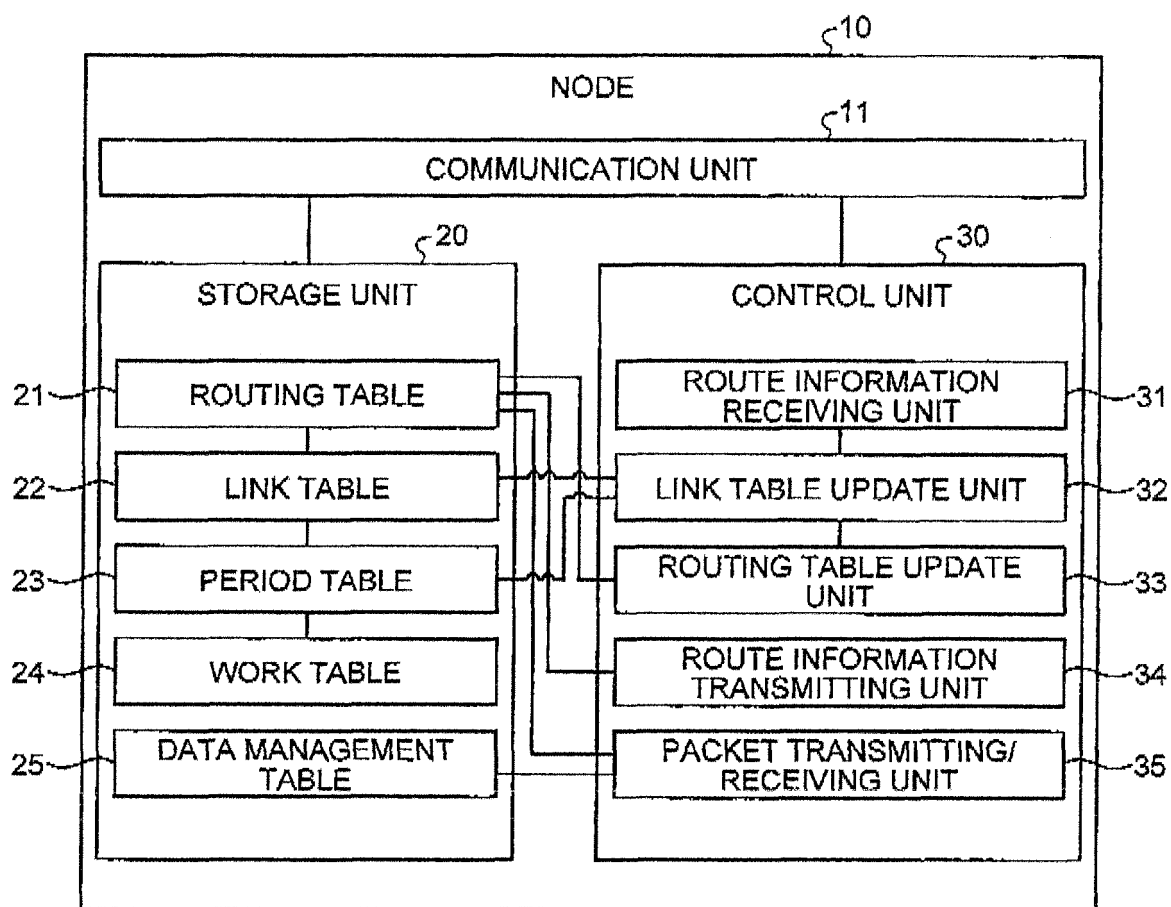 10
NODE
11
COMMUNICATION UNIT
20
STORAGE UNIT
21
ROUTING TABLE
22
LINK TABLE
23
PERIOD TABLE
24
WORK TABLE
25
DATA MANAGEMENT
TABLE
30
CONTROL UNIT
ROUTE INFORMATION
RECEIVING UNIT
31
LINK TABLE UPDATE UNIT
32
ROUTING TABLE UPDATE
UNIT
33
ROUTE INFORMATION
TRANSMITTING UNIT
34
PACKET TRANSMITTING/
RECEIVING UNIT
35